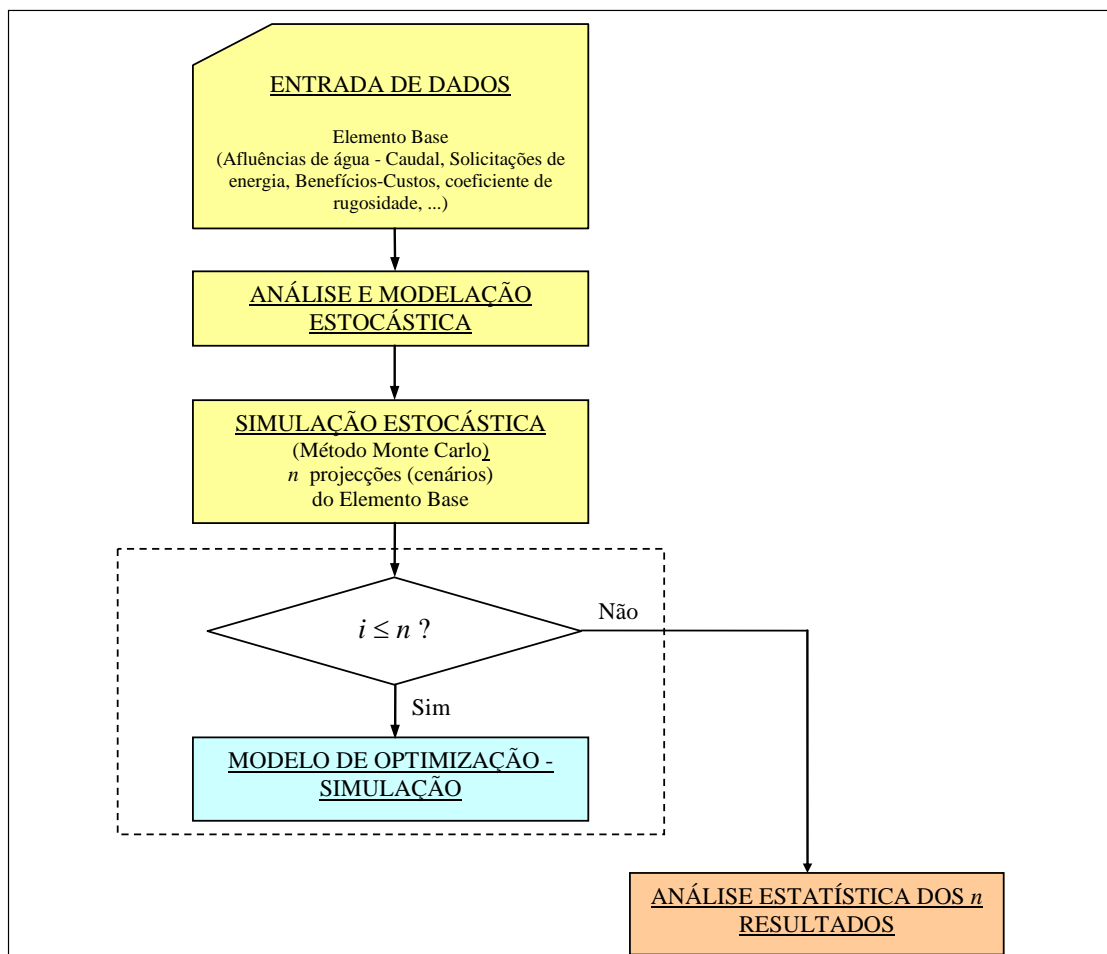 ENTRADA DE DADOS
Elemento Base
(Afluências de água - Caudal, Solicitações de
energia, Benefícios-Custos, coeficiente de
rugosidade, ...)
ANÁLISE E MODELAÇÃO
ESTOCÁSTICA
SIMULAÇÃO ESTOCÁSTICA
(Método Monte Carlo)
n projecções (cenários)
do Elemento Base
i ≤ n ?
Não
Sim
MODELO DE OPTIMIZAÇÃO -
SIMULAÇÃO
ANÁLISE ESTATÍSTICA DOS n
RESULTADOS